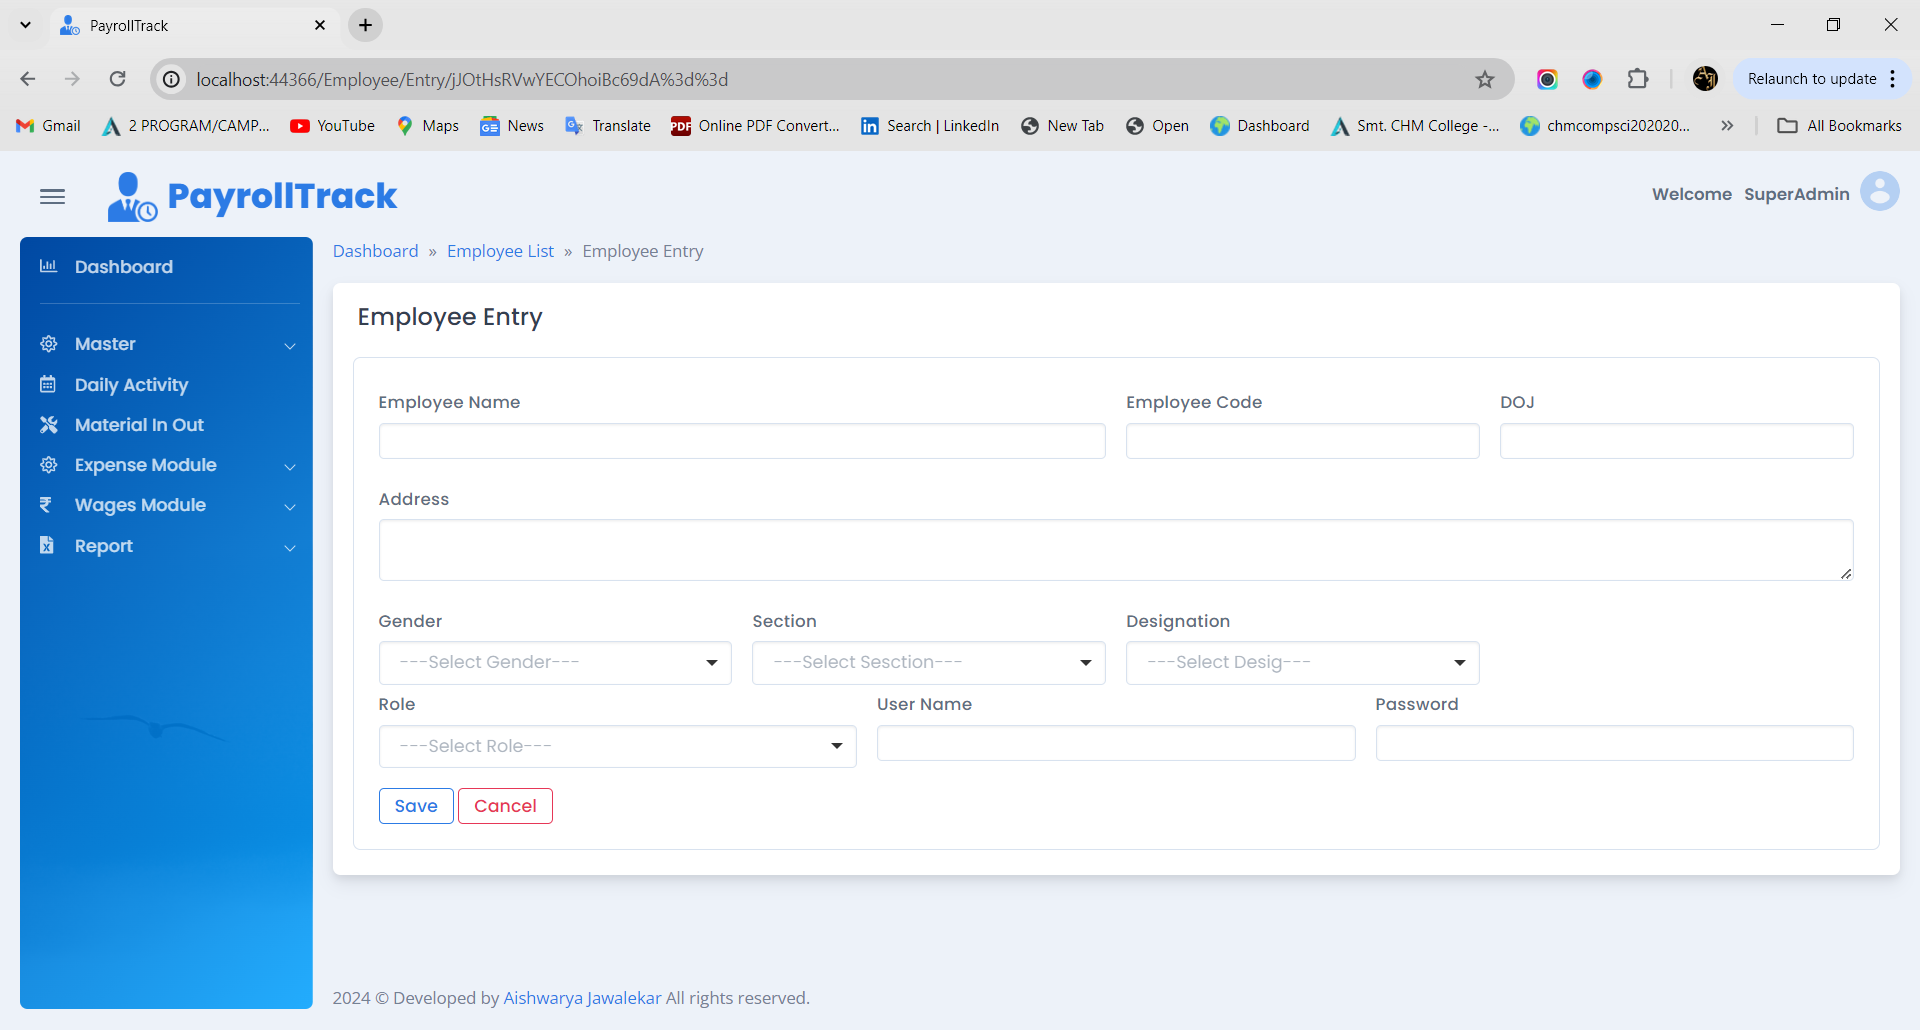 PayrollTrack
localhost:44366/Employee/Entry/jJOtHsRVwYECOhoiBc69dA%3d%3d
Relaunch to update
Gmail 2 PROGRAM/CAMP... YouTube Maps News Translate PDF Online PDF Convert... Search | LinkedIn New Tab Open Dashboard Smt. CHM College -... chmcompsci202020... All Bookmarks
PayrollTrack
Welcome SuperAdmin
Dashboard » Employee List » Employee Entry
Dashboard
Master
Daily Activity
Material In Out
Expense Module
Wages Module
Report
Employee Entry
Employee Name Employee Code DOJ
Address
Gender Section Designation
---Select Gender--- ---Select Sesction--- ---Select Desig---
Role User Name Password
---Select Role---
Save Cancel
2024 © Developed by Aishwarya Jawalekar All rights reserved.